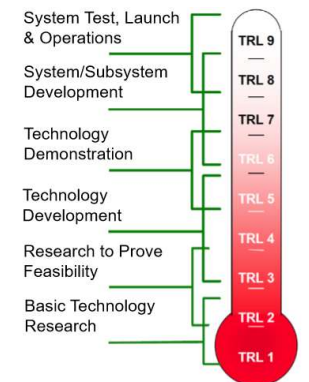 System Test, Launch
& Operations
System/Subsystem
Development
Technology
Demonstration
Technology
Development
Research to Prove
Feasibility
Basic Technology
Research
TRL 9
TRL 8
TRL 7
TRL 6
TRL 5
TRL 4
TRL 3
TRL 2
TRL 1